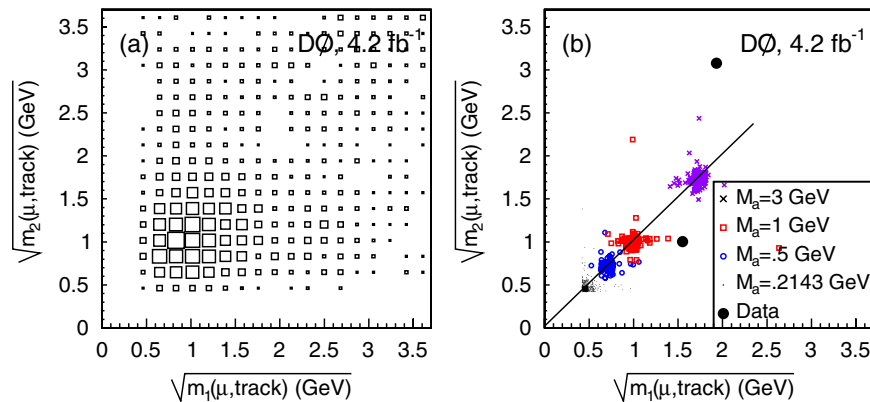 (a)
DØ, 4.2 fb⁻¹
3.5
3
2.5
2
1.5
1
0.5
0
0.5 1 1.5 2 2.5 3 3.5
√m₂(μ,track) (GeV)
√m₁(μ,track) (GeV)
(b)
DØ, 4.2 fb⁻¹
3.5
3
2.5
2
1.5
1
0.5
0
0 0.5 1 1.5 2 2.5 3 3.5
√m₂(μ,track) (GeV)
√m₁(μ,track) (GeV)
Mₐ=3 GeV
Mₐ=1 GeV
Mₐ=.5 GeV
Mₐ=.2143 GeV
Data